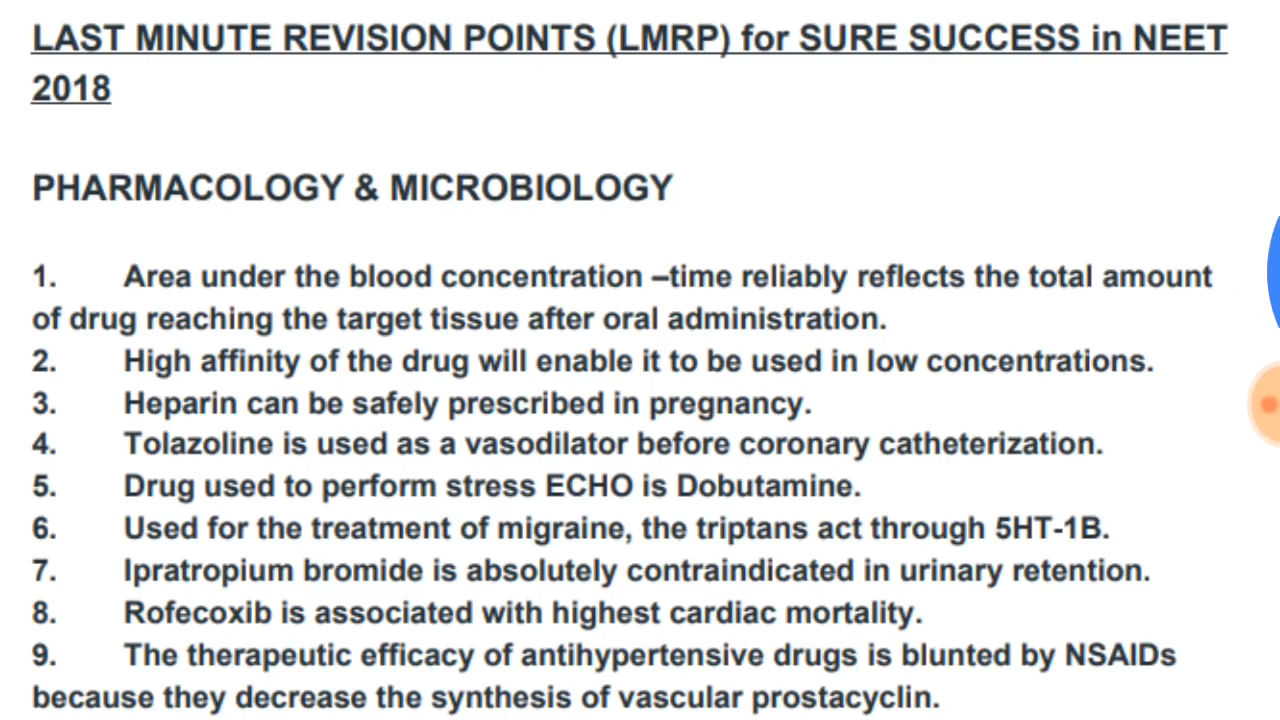 LAST MINUTE REVISION POINTS (LMRP) for SURE SUCCESS in NEET
2018
PHARMACOLOGY & MICROBIOLOGY
1. Area under the blood concentration –time reliably reflects the total amount
of drug reaching the target tissue after oral administration.
2. High affinity of the drug will enable it to be used in low concentrations.
3. Heparin can be safely prescribed in pregnancy.
4. Tolazoline is used as a vasodilator before coronary catheterization.
5. Drug used to perform stress ECHO is Dobutamine.
6. Used for the treatment of migraine, the triptans act through 5HT-1B.
7. Ipratropium bromide is absolutely contraindicated in urinary retention.
8. Rofecoxib is associated with highest cardiac mortality.
9. The therapeutic efficacy of antihypertensive drugs is blunted by NSAIDs
because they decrease the synthesis of vascular prostacyclin.